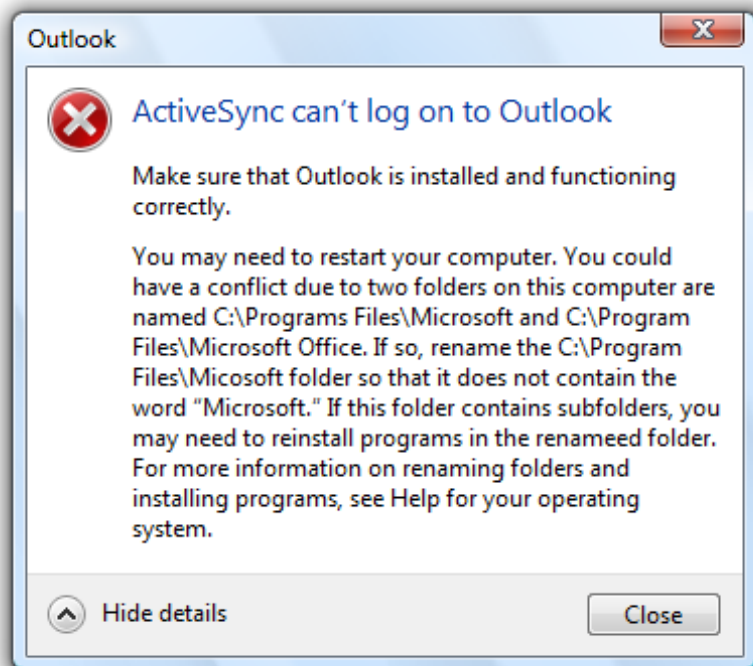 Outlook
ActiveSync can't log on to Outlook
Make sure that Outlook is installed and functioning
correctly.
You may need to restart your computer. You could
have a conflict due to two folders on this computer are
named C:\Programs Files\Microsoft and C:\Program
Files\Microsoft Office. If so, rename the C:\Program
Files\Micosoft folder so that it does not contain the
word "Microsoft." If this folder contains subfolders, you
may need to reinstall programs in the renameed folder.
For more information on renaming folders and
installing programs, see Help for your operating
system.
Hide details
Close